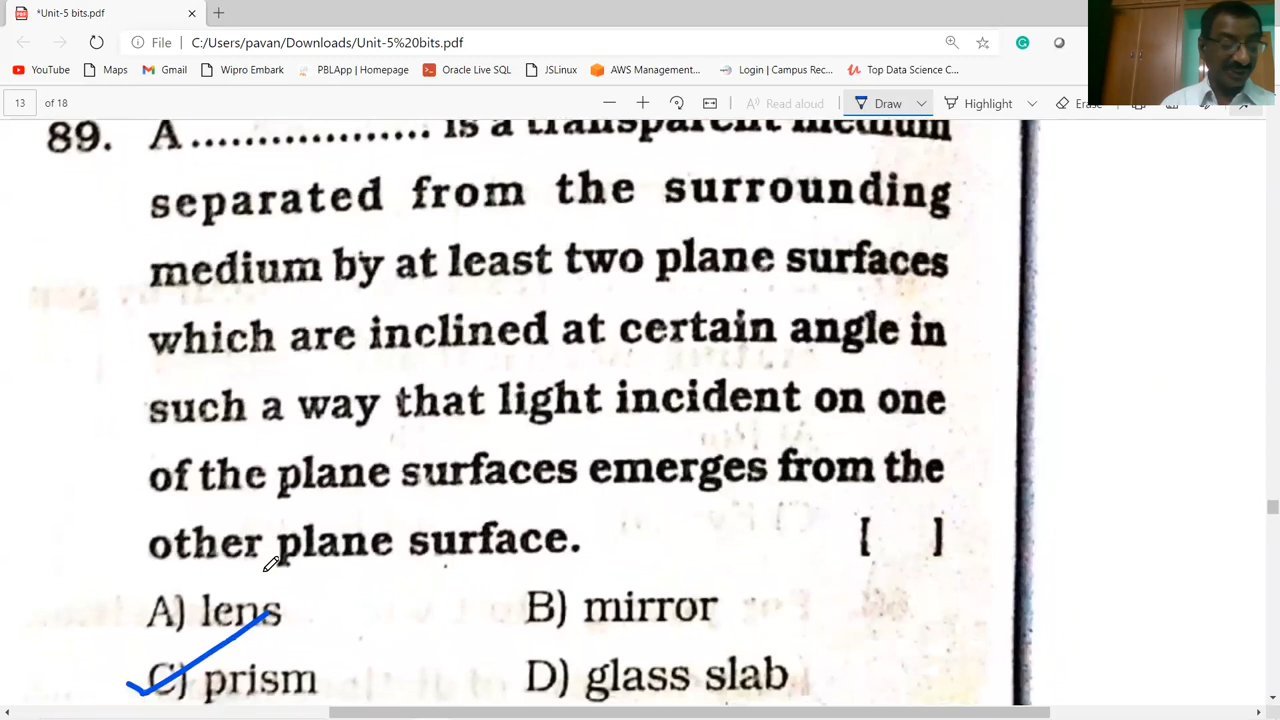 *Unit-5 bits.pdf
File C:/Users/pavan/Downloads/Unit-5%20bits.pdf
YouTube Maps Gmail Wipro Embark PBLApp | Homepage Oracle Live SQL JSLinux AWS Management... Login | Campus Rec... Top Data Science C...
13 of 18 Read aloud Draw Highlight Erase
89. A .................. is a transparent medium
separated from the surrounding
medium by at least two plane surfaces
which are inclined at certain angle in
such a way that light incident on one
of the plane surfaces emerges from the
other plane surface. [ ]
A) lens B) mirror
C) prism D) glass slab